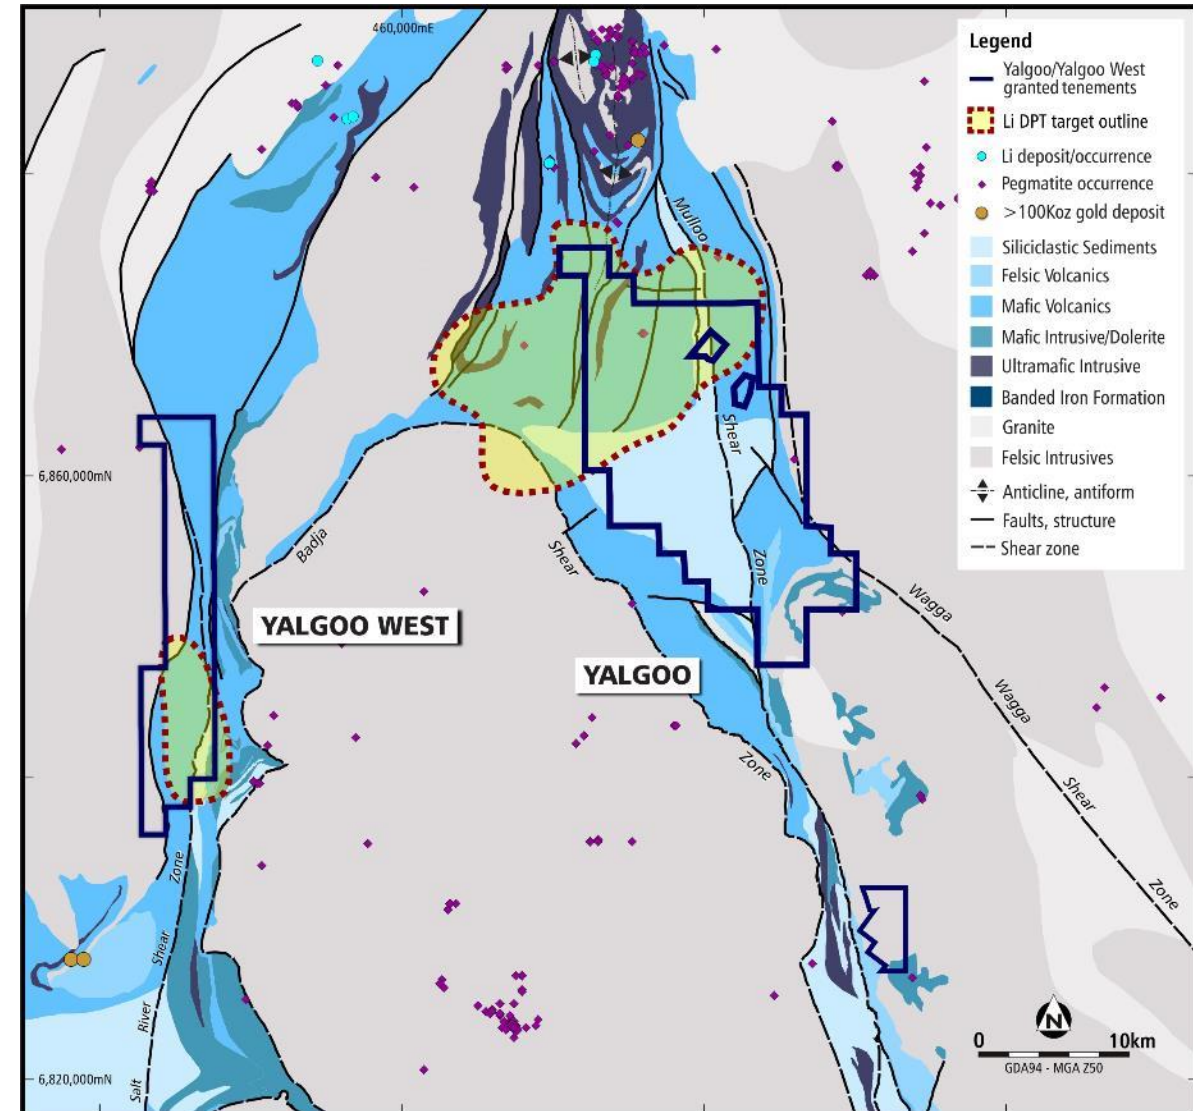 460,000mE
Legend
Yalgoo/Yalgoo West
granted tenements
Li DPT target outline
Li deposit/occurrence
Pegmatite occurrence
>100Koz gold deposit
Siliciclastic Sediments
Felsic Volcanics
Mafic Volcanics
Mafic Intrusive/Dolerite
Ultramafic Intrusive
Banded Iron Formation
Granite
Felsic Intrusives
Anticline, antiform
Faults, structure
Shear zone
Mulloo
Shear
Zone
6,860,000mN
Badja
Shear
Zone
Wagga
Wagga
Shear
Zone
YALGOO WEST
YALGOO
Zone
Shear
River
Salt
6,820,000mN
N
0 10km
GDA94 - MGA Z50